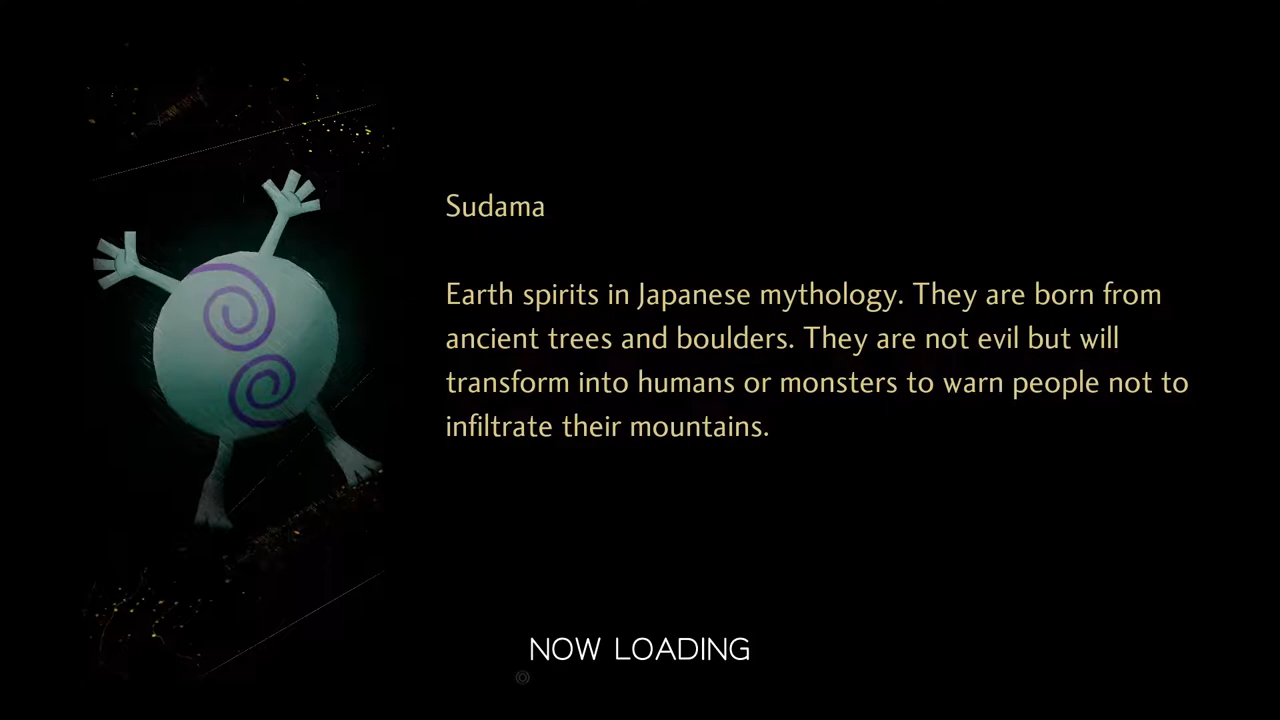 Sudama
Earth spirits in Japanese mythology. They are born from
ancient trees and boulders. They are not evil but will
transform into humans or monsters to warn people not to
infiltrate their mountains.
NOW LOADING